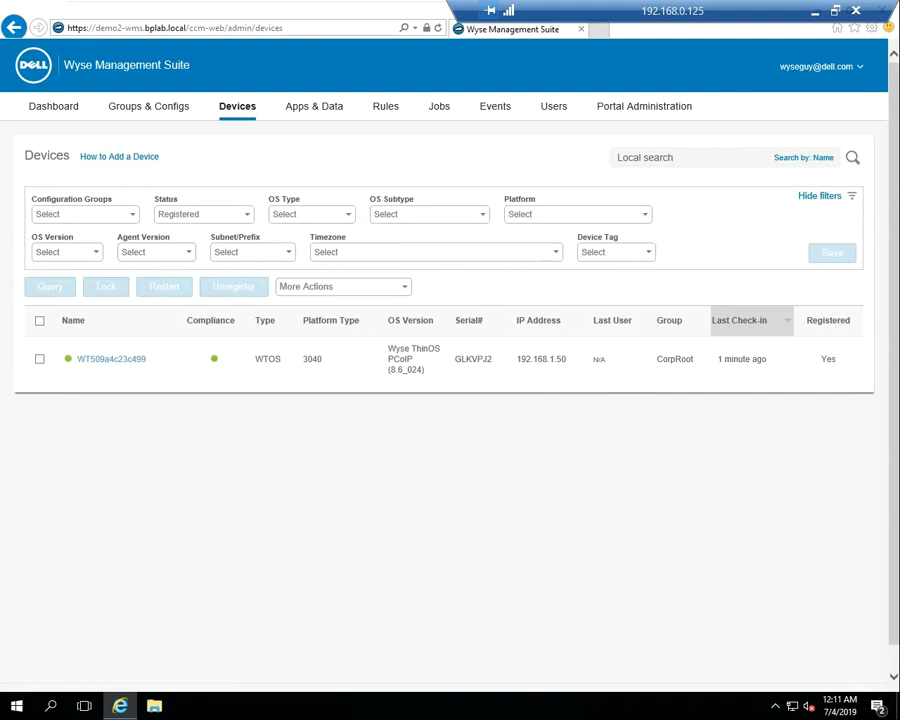 192.168.0.125
https://demo2-wms.bplab.local/ccm-web/admin/devices
Wyse Management Suite
DELL
Wyse Management Suite
wyseguy@dell.com
Dashboard Groups & Configs Devices Apps & Data Rules Jobs Events Users Portal Administration
Devices How to Add a Device
Local search Search by: Name
Hide filters
Configuration Groups Status OS Type OS Subtype Platform
Select Registered Select Select Select
OS Version Agent Version Subnet/Prefix Timezone Device Tag
Select Select Select Select Select Save
Query Lock Restart Unregister More Actions
Name Compliance Type Platform Type OS Version Serial# IP Address Last User Group Last Check-in Registered
WT509a4c23c499 WTOS 3040 Wyse ThinOS PCoIP (8.6_024) GLKVPJ2 192.168.1.50 N/A CorpRoot 1 minute ago Yes
12:11 AM
7/4/2019
2